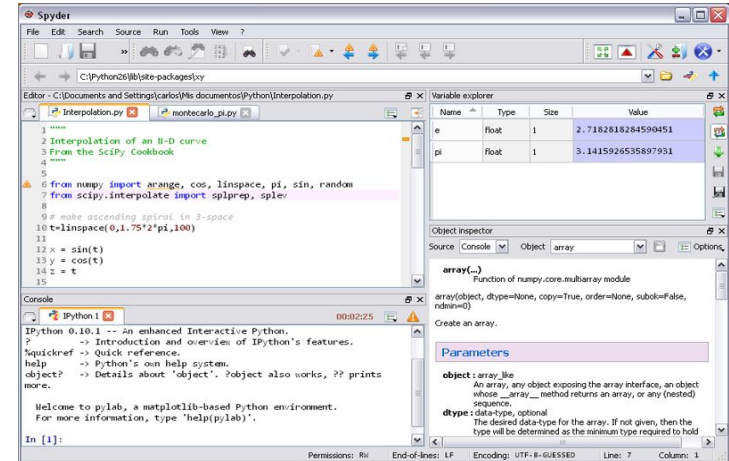 Spyder
File Edit Search Source Run Tools View ?
C:\Python26\lib\site-packages\xy
Editor - C:\Documents and Settings\carlos\Mis documentos\Python\Interpolation.py
Interpolation.py montecarlo_pi.py
1 """
2 Interpolation of an N-D curve
3 From the SciPy Cookbook
4 """
5
6 from numpy import arange, cos, linspace, pi, sin, random
7 from scipy.interpolate import splprep, splev
8
9 # make ascending spiral in 3-space
10 t=linspace(0,1.75*2*pi,100)
11
12 x = sin(t)
13 y = cos(t)
14 z = t
15
Console
IPython 1 00:02:25
IPython 0.10.1 -- An enhanced Interactive Python.
? -> Introduction and overview of IPython's features.
%quickref -> Quick reference.
help -> Python's own help system.
object? -> Details about 'object'. ?object also works, ?? prints
more.
Welcome to pylab, a matplotlib-based Python environment.
For more information, type 'help(pylab)'.
In [1]:
Variable explorer
Name Type Size Value
e float 1 2.7182818284590451
pi float 1 3.1415926535897931
Object inspector
Source Console Object array Options
array(...)
Function of numpy.core.multiarray module
array(object, dtype=None, copy=True, order=None, subok=False,
ndmin=0)
Create an array.
Parameters
object : array_like
An array, any object exposing the array interface, an object
whose __array__ method returns an array, or any (nested)
sequence.
dtype : data-type, optional
The desired data-type for the array. If not given, then the
type will be determined as the minimum type required to hold
Permissions: RW End-of-lines: LF Encoding: UTF-8-GUESSED Line: 7 Column: 1